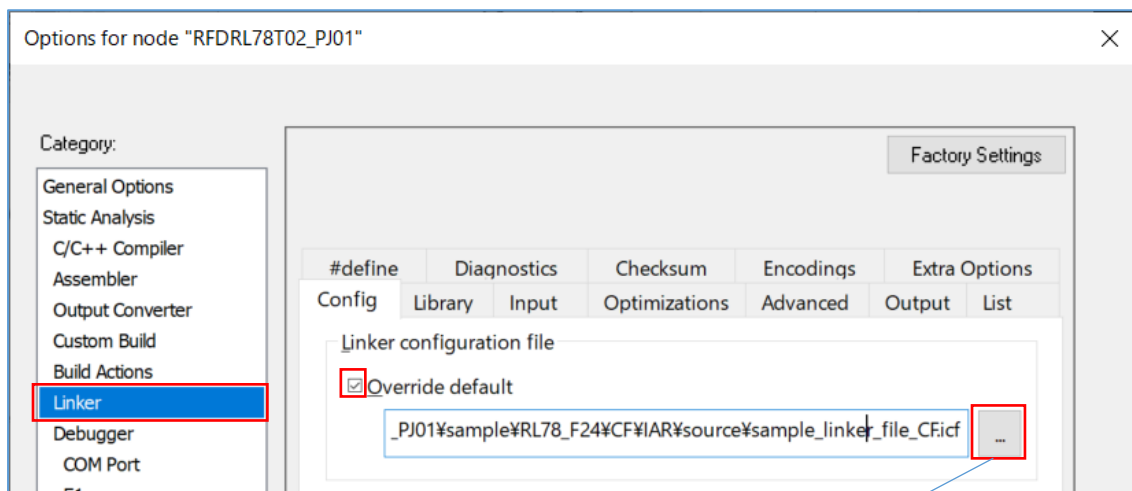 Options for node "RFDRL78T02_PJ01"
Category:
Factory Settings
General Options
Static Analysis
C/C++ Compiler
Assembler
Output Converter
Custom Build
Build Actions
Linker
Debugger
COM Port
#define Diagnostics Checksum Encodings Extra Options
Config Library Input Optimizations Advanced Output List
Linker configuration file
Override default
_PJ01¥sample¥RL78_F24¥CF¥IAR¥source¥sample_linker_file_CF.icf
...